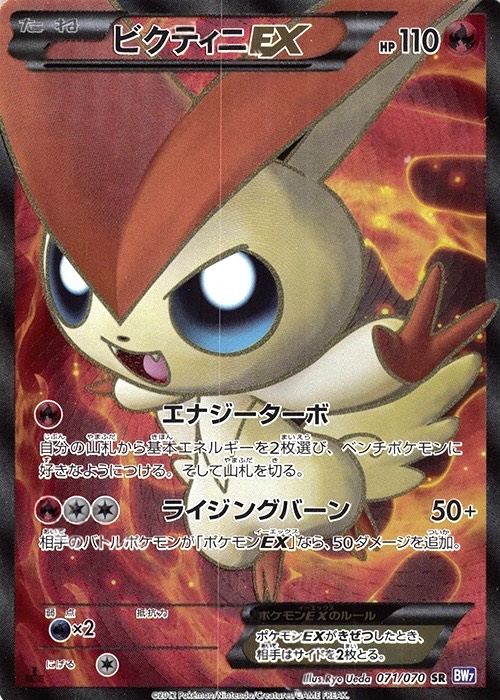 たね ビクティニEX HP110
エナジーターボ
自分の山札から基本エネルギーを2枚選び、ベンチポケモンに
好きなようにつける。そして山札を切る。
ライジングバーン 50+
相手のバトルポケモンが「ポケモンEX」なら、50ダメージを追加。
弱点 抵抗力
×2
にげる
ポケモンEXのルール
ポケモンEXがきぜつしたとき、
相手はサイドを2枚とる。
Illus.Ryo Ueda 071/070 SR BW7
©2012 Pokémon/Nintendo/Creatures/GAME FREAK.